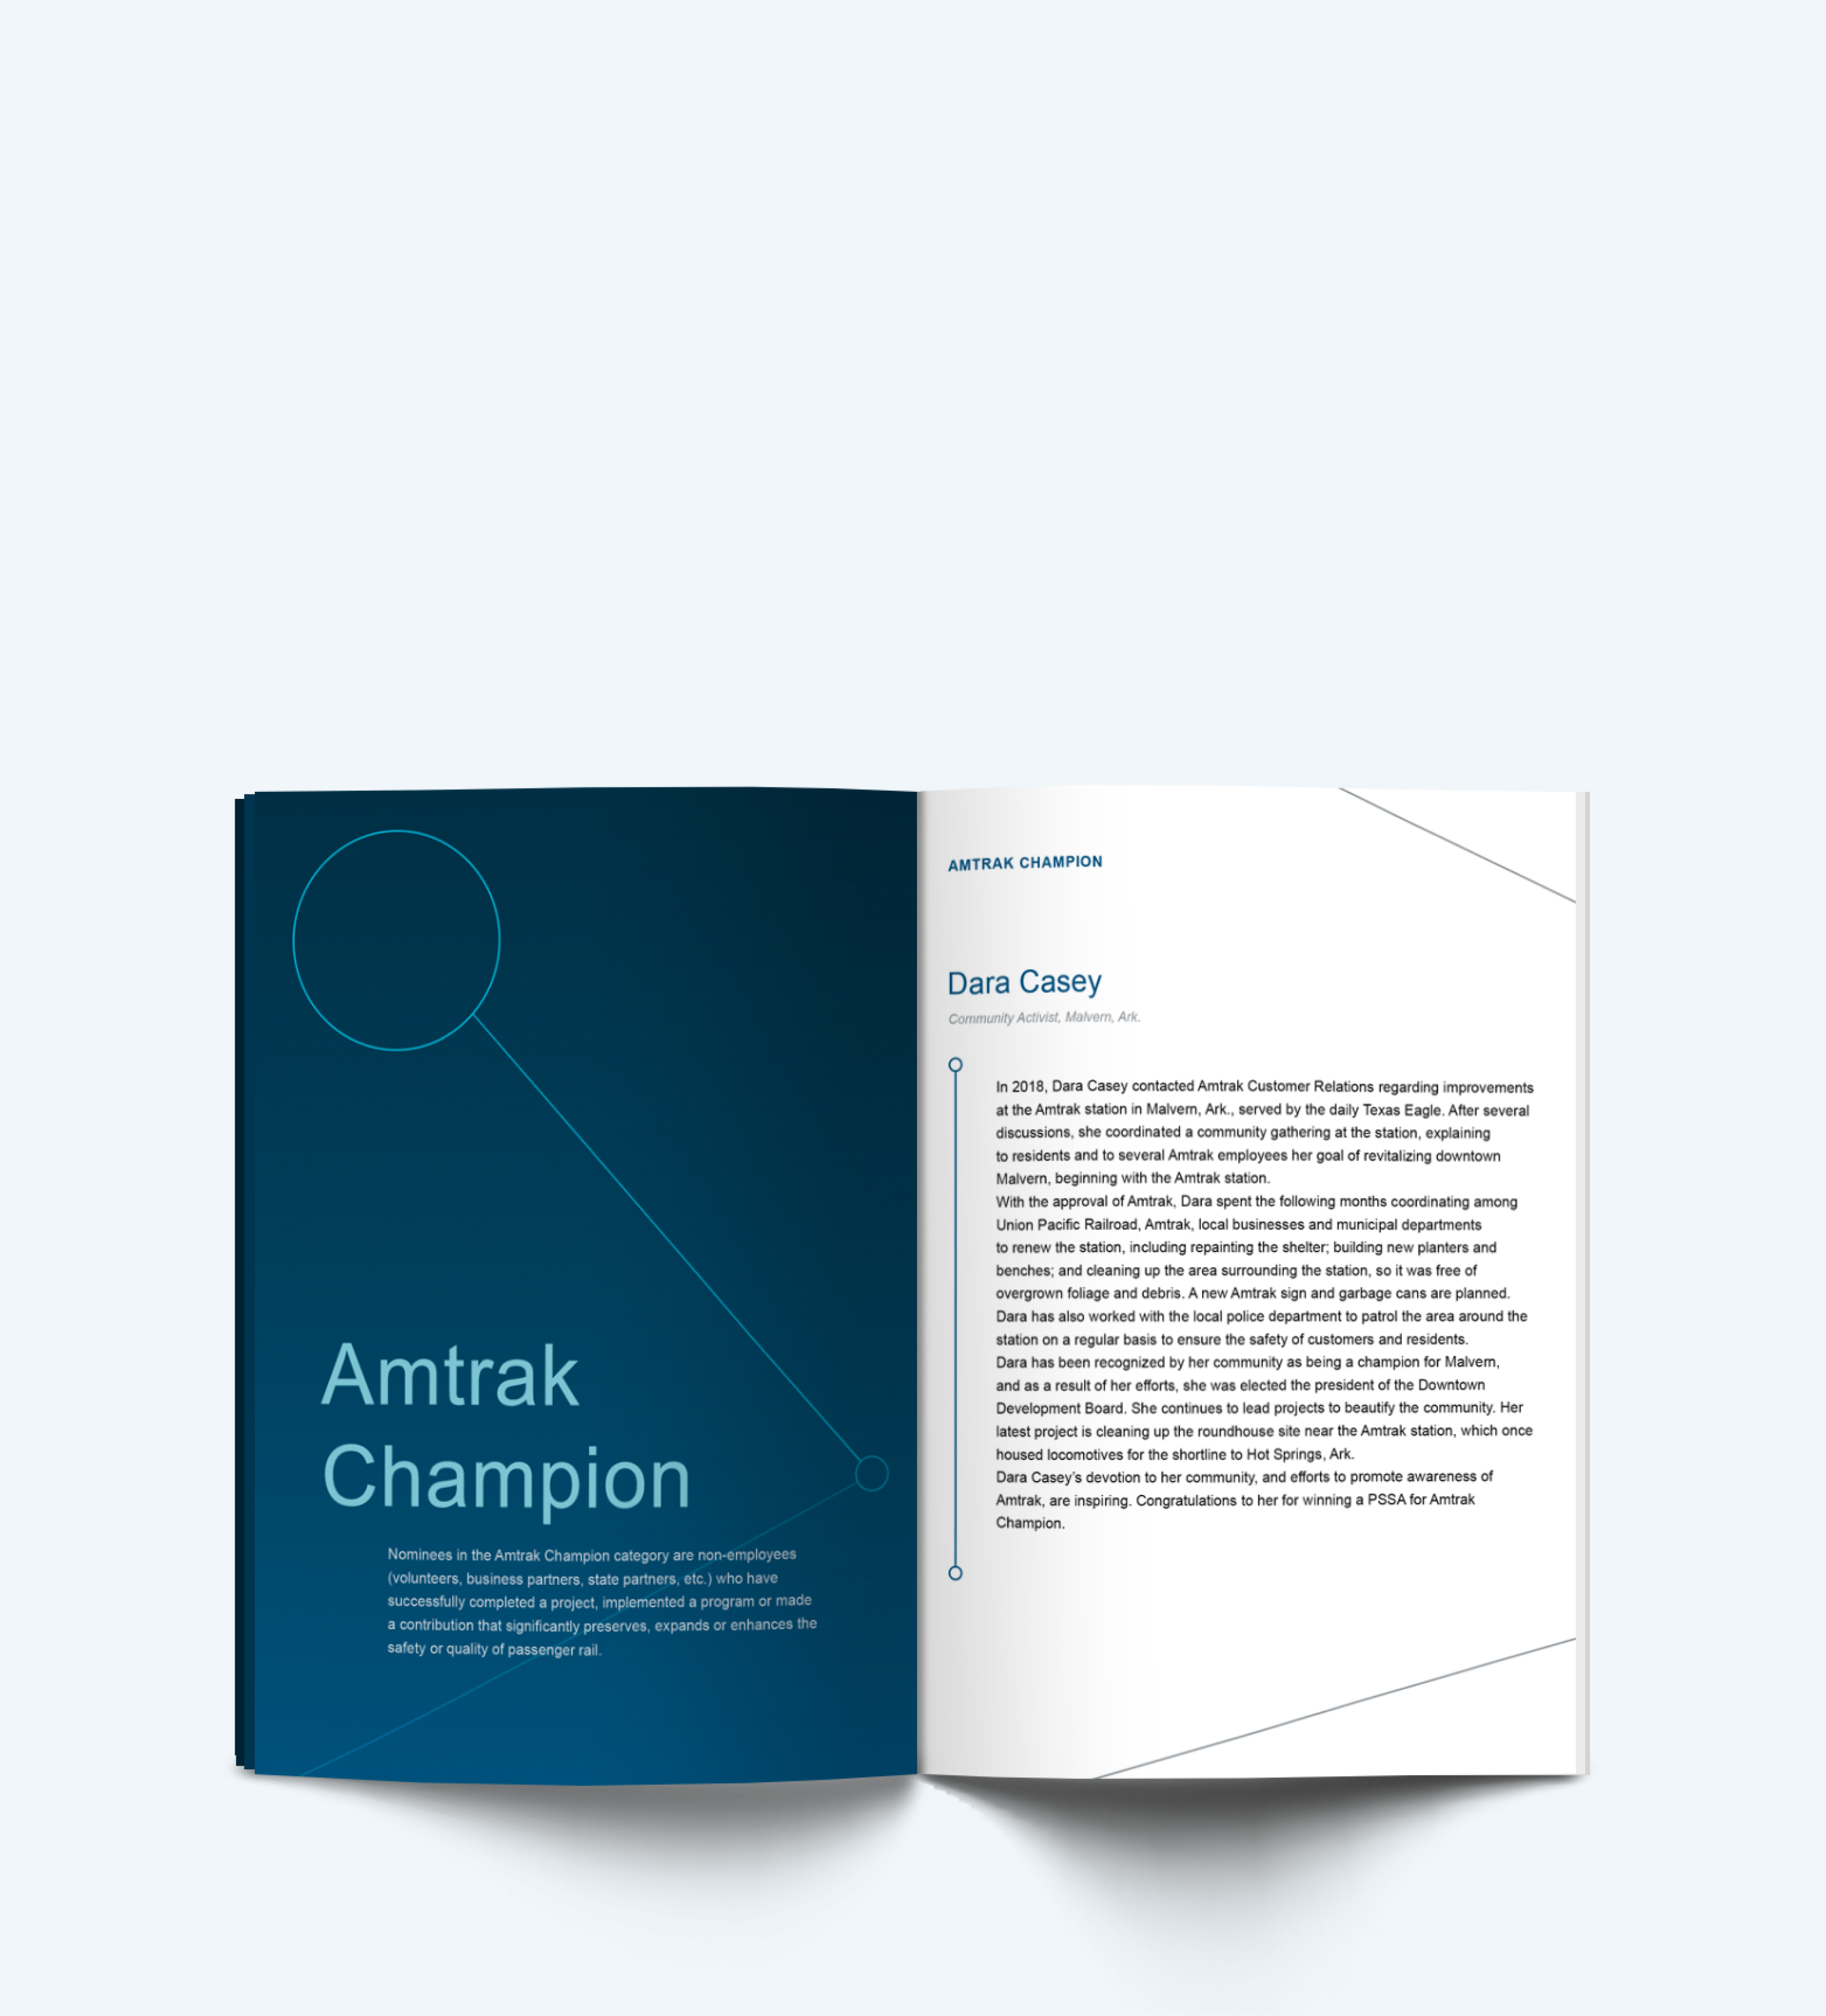 Amtrak
Champion
Nominees in the Amtrak Champion category are non-employees
(volunteers, business partners, state partners, etc.) who have
successfully completed a project, implemented a program or made
a contribution that significantly preserves, expands or enhances the
safety or quality of passenger rail.
AMTRAK CHAMPION
Dara Casey
Community Activist, Malvern, Ark.
In 2018, Dara Casey contacted Amtrak Customer Relations regarding improvements
at the Amtrak station in Malvern, Ark., served by the daily Texas Eagle. After several
discussions, she coordinated a community gathering at the station, explaining
to residents and to several Amtrak employees her goal of revitalizing downtown
Malvern, beginning with the Amtrak station.
With the approval of Amtrak, Dara spent the following months coordinating among
Union Pacific Railroad, Amtrak, local businesses and municipal departments
to renew the station, including repainting the shelter; building new planters and
benches; and cleaning up the area surrounding the station, so it was free of
overgrown foliage and debris. A new Amtrak sign and garbage cans are planned.
Dara has also worked with the local police department to patrol the area around the
station on a regular basis to ensure the safety of customers and residents.
Dara has been recognized by her community as being a champion for Malvern,
and as a result of her efforts, she was elected the president of the Downtown
Development Board. She continues to lead projects to beautify the community. Her
latest project is cleaning up the roundhouse site near the Amtrak station, which once
housed locomotives for the shortline to Hot Springs, Ark.
Dara Casey’s devotion to her community, and efforts to promote awareness of
Amtrak, are inspiring. Congratulations to her for winning a PSSA for Amtrak
Champion.